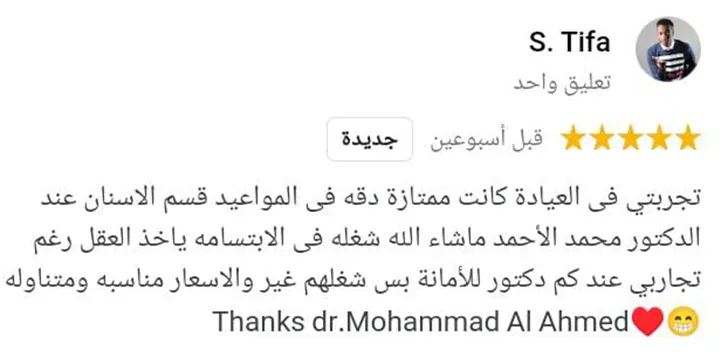 S. Tifa
تعليق واحد
قبل أسبوعين جديدة
تجربتي فى العيادة كانت ممتازة دقه فى المواعيد قسم الاسنان عند
الدكتور محمد الأحمد ماشاء الله شغله فى الابتسامه ياخذ العقل رغم
تجاربي عند كم دكتور للأمانة بس شغلهم غير والاسعار مناسبه ومتناوله
Thanks dr.Mohammad Al Ahmed❤️😁